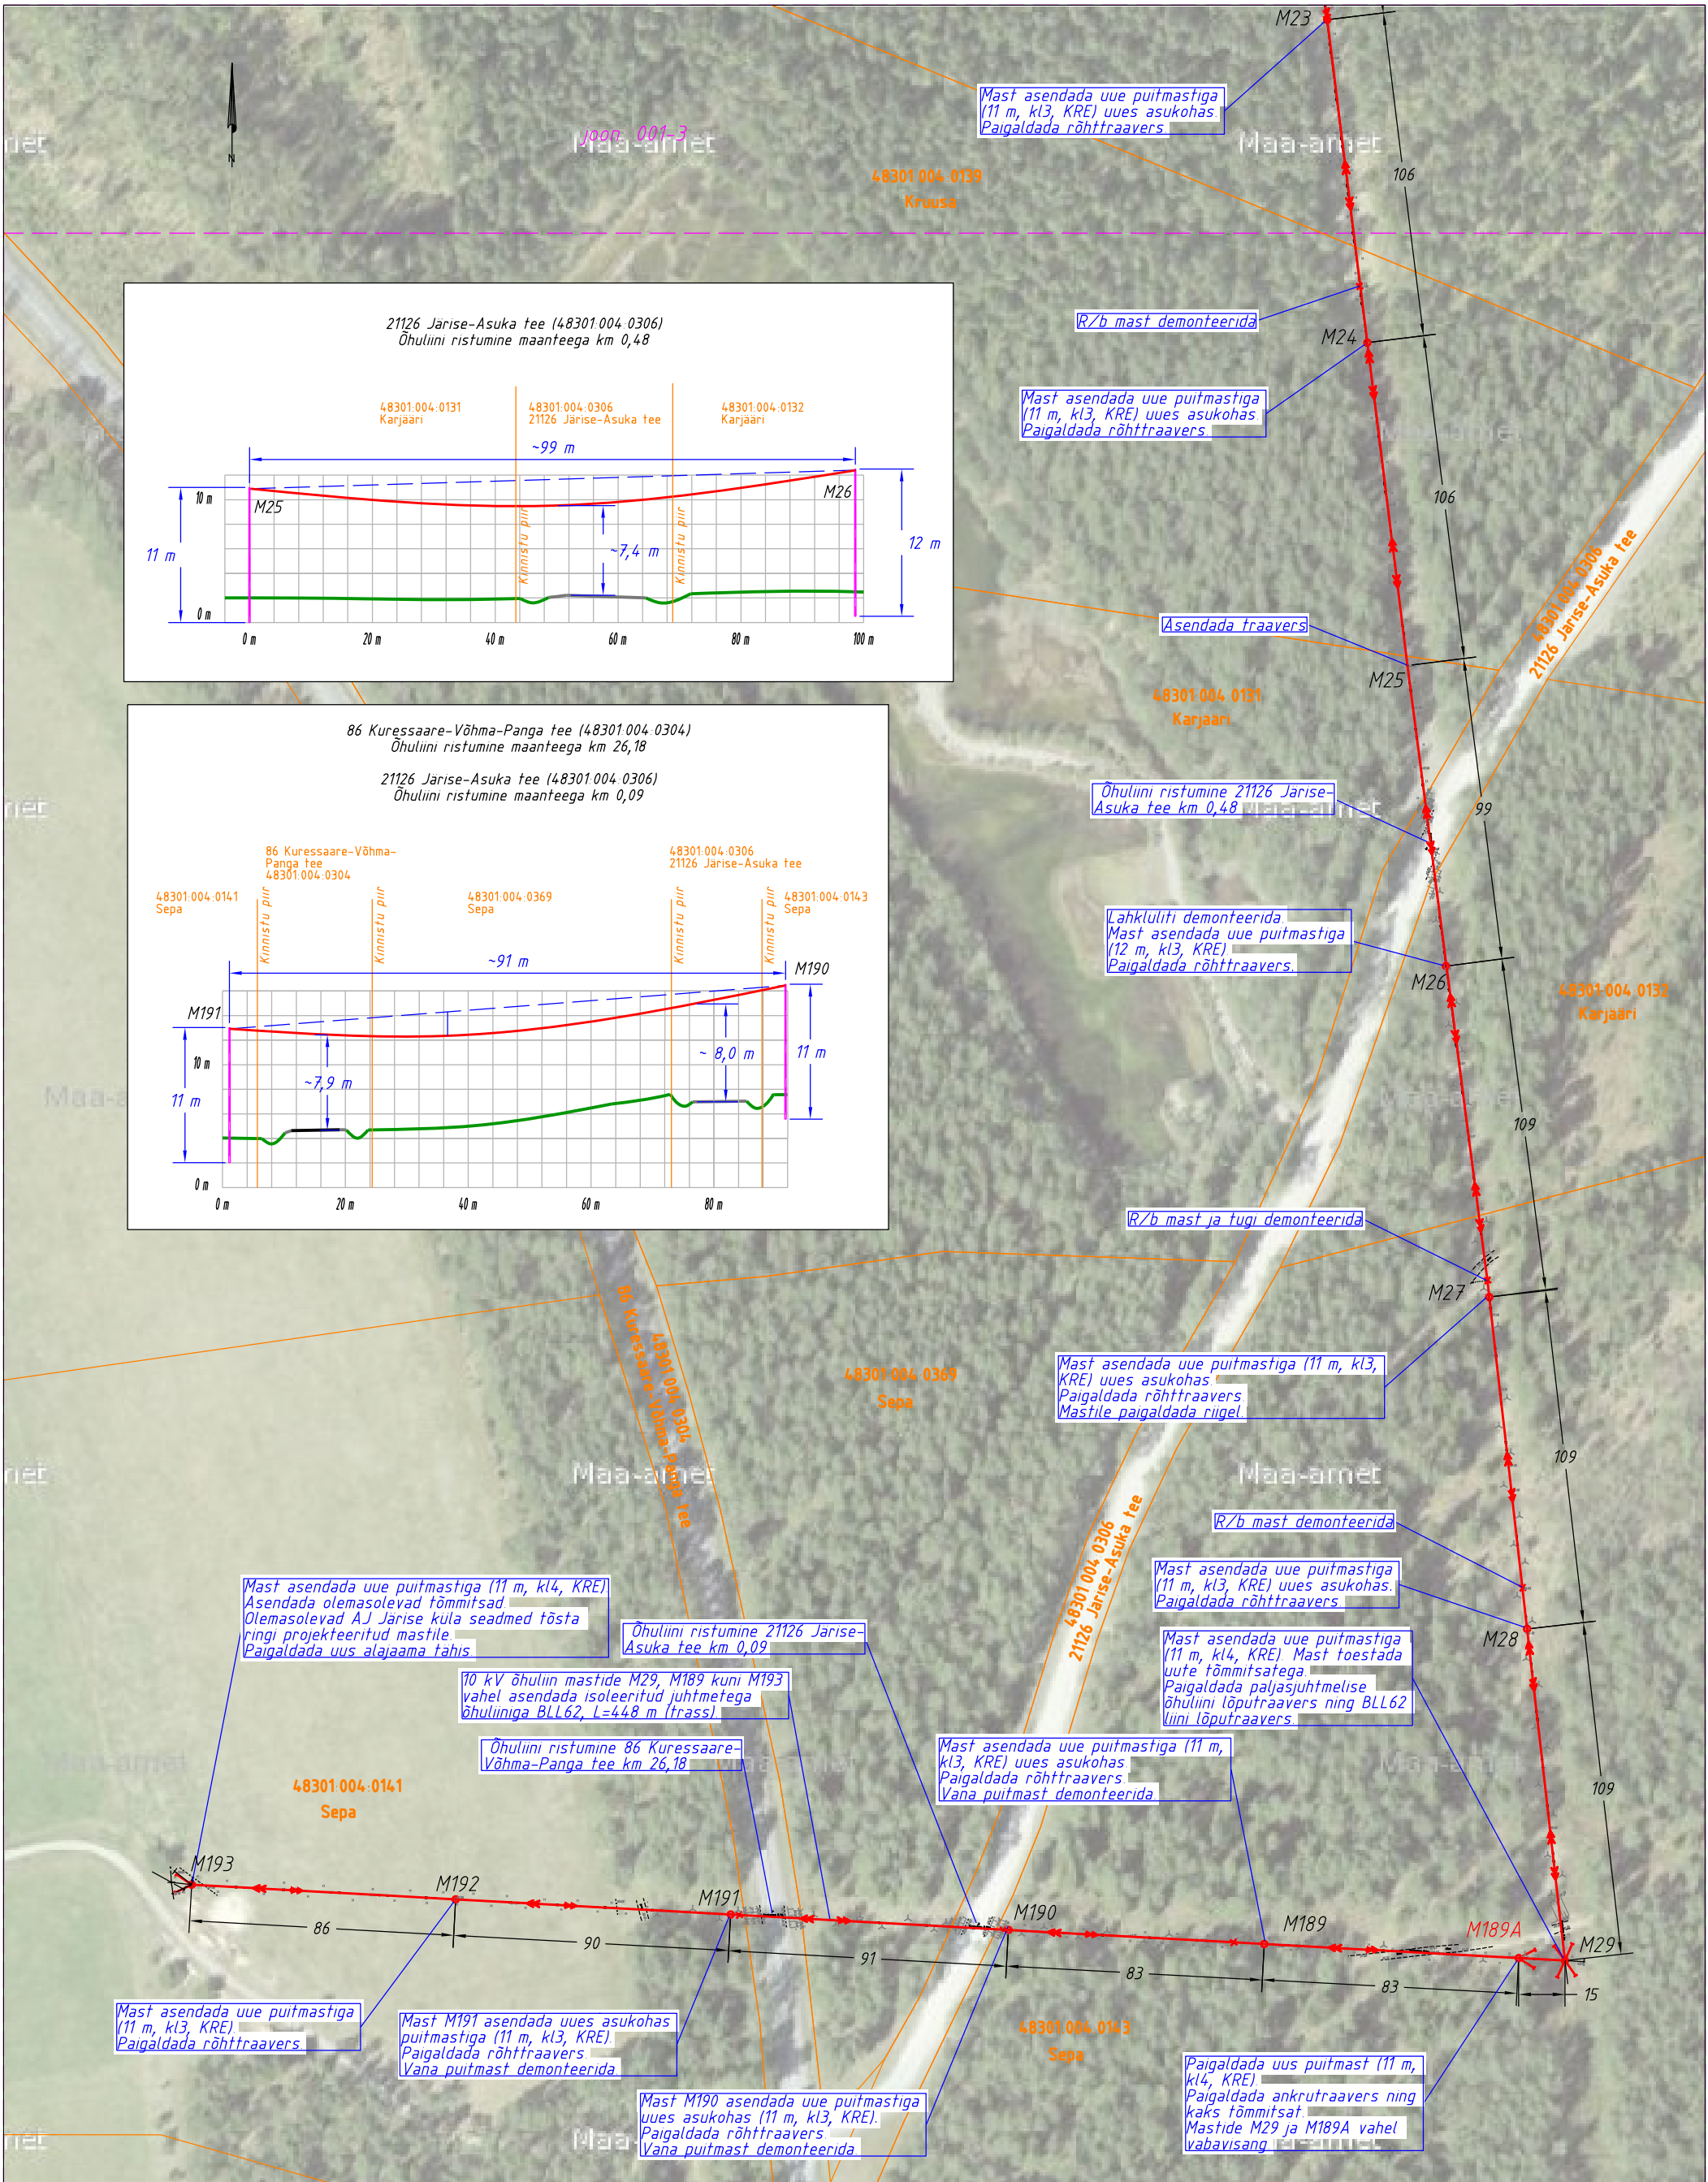 M23
Mast asendada uue puitmastiga
(11 m, kl3, KRE) uues asukohas.
Paigaldada rõhttraavers.
N
joon. 001-3
Maa-amet
Maa-amet
48301:004:0139
Kruusa
106
21126 Järise-Asuka tee (48301:004:0306)
Õhuliini ristumine maanteega km 0,48
48301:004:0131
Karjääri
48301:004:0306
21126 Järise-Asuka tee
48301:004:0132
Karjääri
~99 m
10 m
M25
M26
Kinnistu piir
Kinnistu piir
11 m
~7,4 m
12 m
0 m
0 m
20 m
40 m
60 m
80 m
100 m
R/b mast demonteerida
M24
Mast asendada uue puitmastiga
(11 m, kl3, KRE) uues asukohas.
Paigaldada rõhttraavers.
106
48301:004:0306
21126 Järise-Asuka tee
Asendada traavers
M25
48301:004:0131
Karjääri
86 Kuressaare-Võhma-Panga tee (48301:004:0304)
Õhuliini ristumine maanteega km 26,18
21126 Järise-Asuka tee (48301:004:0306)
Õhuliini ristumine maanteega km 0,09
86 Kuressaare-Võhma-
Panga tee
48301:004:0304
48301:004:0306
21126 Järise-Asuka tee
48301:004:0141
Sepa
48301:004:0369
Sepa
48301:004:0143
Sepa
Kinnistu piir
Kinnistu piir
Kinnistu piir
Kinnistu piir
~91 m
M190
M191
10 m
~7,9 m
~ 8,0 m
11 m
11 m
0 m
0 m
20 m
40 m
60 m
80 m
Õhuliini ristumine 21126 Järise-
Asuka tee km 0,48
Maa-amet
99
Lahkluliti demonteerida.
Mast asendada uue puitmastiga
(12 m, kl3, KRE).
Paigaldada rõhttraavers.
M26
48301:004:0132
Karjääri
109
R/b mast ja tugi demonteerida
M27
Mast asendada uue puitmastiga (11 m, kl3,
KRE) uues asukohas.
Paigaldada rõhttraavers.
Mastile paigaldada riigel.
48301:004:0304
86 Kuressaare-Võhma-Panga tee
48301:004:0369
Sepa
109
Maa-amet
Maa-amet
48301:004:0306
21126 Järise-Asuka tee
R/b mast demonteerida
Mast asendada uue puitmastiga
(11 m, kl3, KRE) uues asukohas.
Paigaldada rõhttraavers.
M28
Mast asendada uue puitmastiga
(11 m, kl4, KRE). Mast toestada
uute tõmmitsatega.
Paigaldada paljasjuhtmelise
õhuliini lõputraavers ning BLL62
liini lõputraavers.
109
Mast asendada uue puitmastiga (11 m, kl4, KRE)
Asendada olemasolevad tõmmitsad.
Olemasolevad AJ Järise küla seadmed tõsta
ringi projekteeritud mastile.
Paigaldada uus alajaama tähis.
Õhuliini ristumine 21126 Järise-
Asuka tee km 0,09
10 kV õhuliin mastide M29, M189 kuni M193
vahel asendada isoleeritud juhtmetega
õhuliiniga BLL62, L=448 m (trass).
Õhuliini ristumine 86 Kuressaare-
Võhma-Panga tee km 26,18
Mast asendada uue puitmastiga (11 m,
kl3, KRE) uues asukohas.
Paigaldada rõhttraavers.
Vana puitmast demonteerida.
48301:004:0141
Sepa
M193
M192
M191
M190
M189
M189A
M29
86
90
91
83
83
15
Mast asendada uue puitmastiga
(11 m, kl3, KRE).
Paigaldada rõhttraavers.
Mast M191 asendada uues asukohas
puitmastiga (11 m, kl3, KRE).
Paigaldada rõhttraavers.
Vana puitmast demonteerida.
Mast M190 asendada uue puitmastiga
uues asukohas (11 m, kl3, KRE).
Paigaldada rõhttraavers.
Vana puitmast demonteerida.
48301:004:0143
Sepa
Paigaldada uus puitmast (11 m,
kl4, KRE).
Paigaldada ankrutraavers ning
kaks tõmmitsat.
Mastide M29 ja M189A vahel
vabavisang.